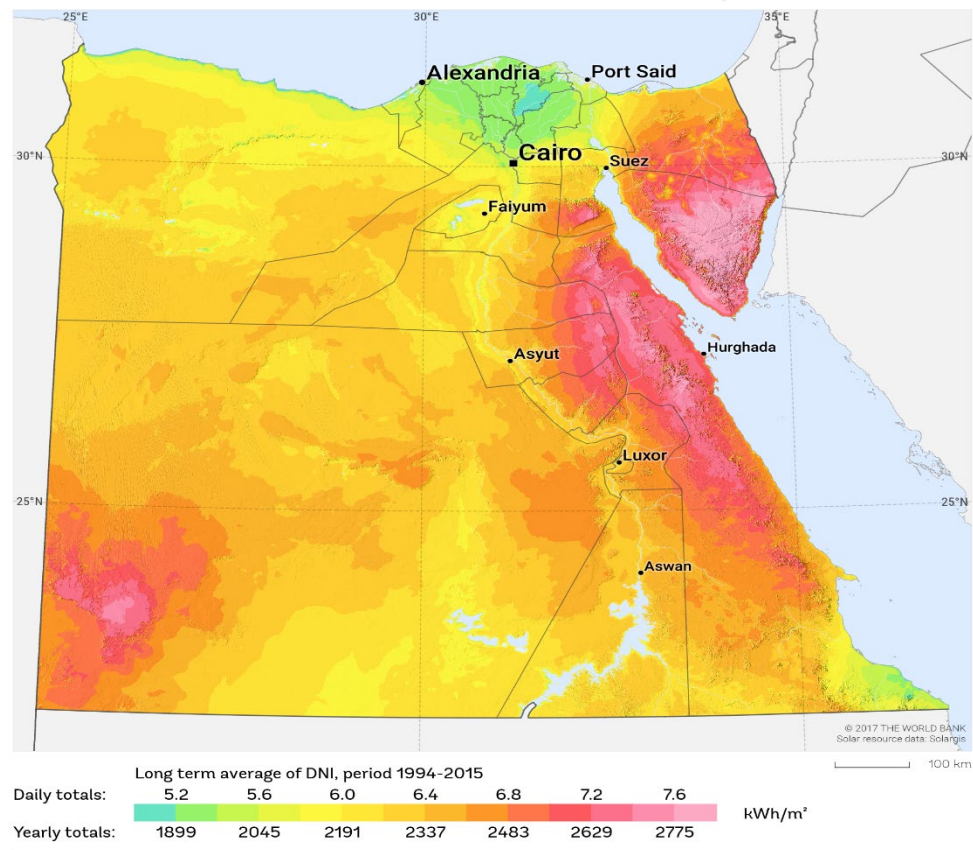 25°E 30°E 35°E
Alexandria
Port Said
30°N 30°N
Cairo
Suez
Faiyum
Hurghada
Asyut
Luxor
25°N 25°N
Aswan
© 2017 THE WORLD BANK
Solar resource data: Solargis
100 km
Long term average of DNI, period 1994-2015
Daily totals: 5.2 5.6 6.0 6.4 6.8 7.2 7.6
kWh/m²
Yearly totals: 1899 2045 2191 2337 2483 2629 2775